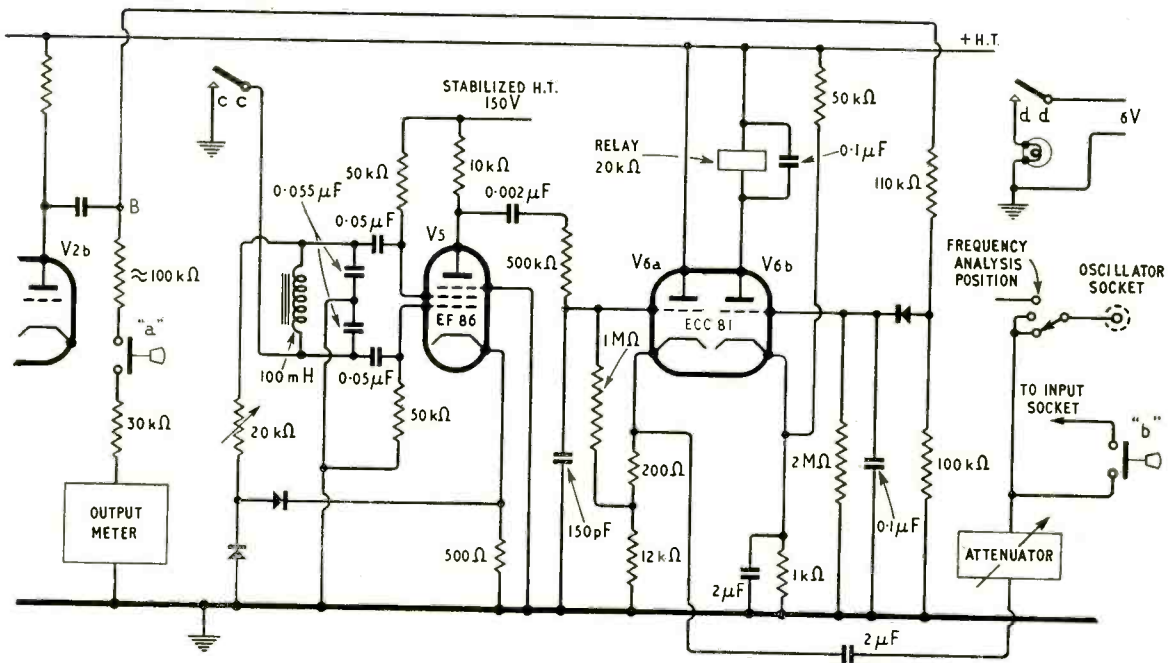 + H.T.
STABILIZED H.T.
150V
c c
50kΩ
10kΩ
0·002μF
RELAY
20kΩ
0·1μF
50kΩ
110kΩ
d d
6V
0·055μF
0·05μF
V5
500kΩ
B
V2b
≈100kΩ
"a"
30kΩ
OUTPUT
METER
100mH
0·05μF
EF 86
50kΩ
20kΩ
500Ω
V6a
V6b
ECC 81
1MΩ
200Ω
150pF
12kΩ
2μF
1kΩ
2MΩ
0·1μF
100kΩ
FREQUENCY
ANALYSIS
POSITION
OSCILLATOR
SOCKET
TO INPUT
SOCKET
"b"
ATTENUATOR
2μF